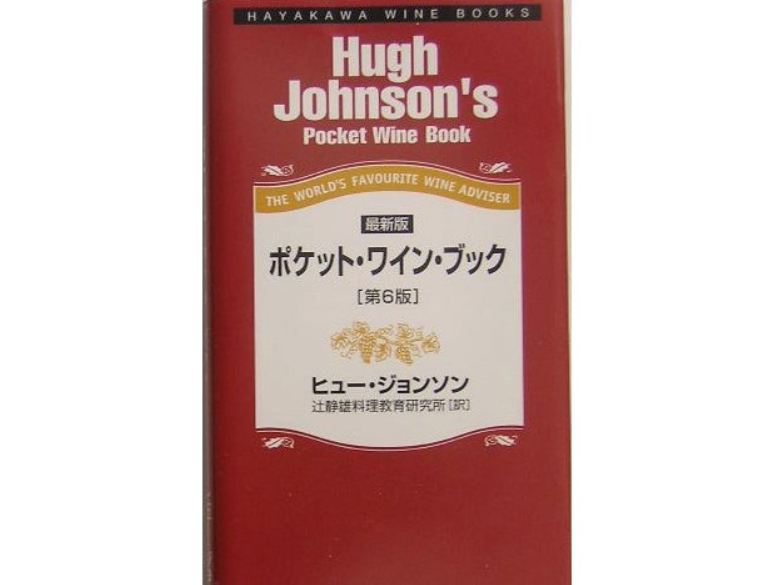 HAYAKAWA WINE BOOKS
Hugh
Johnson's
Pocket Wine Book
THE WORLD'S FAVOURITE WINE ADVISER
最新版
ポケット・ワイン・ブック
[第6版]
ヒュー・ジョンソン
辻静雄料理教育研究所[訳]